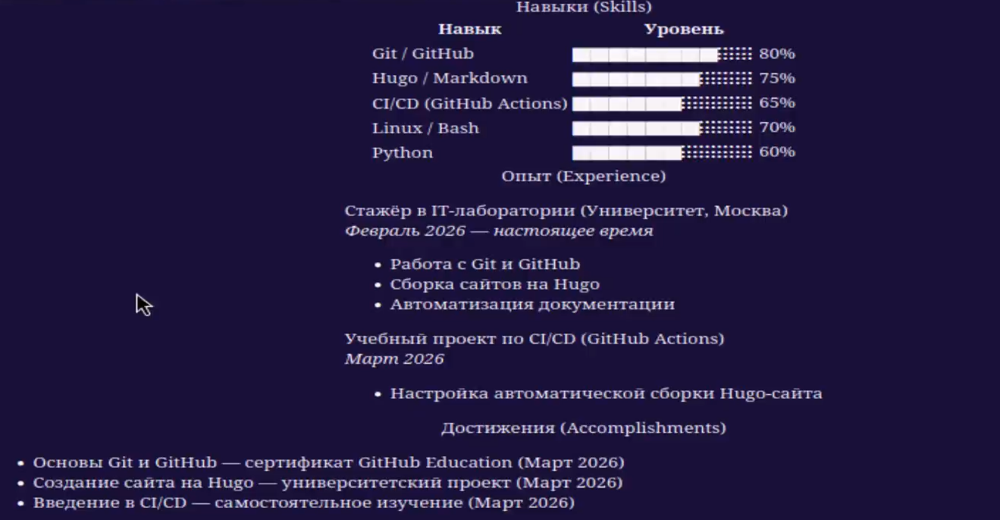 Навыки (Skills)
Навык Уровень
Git / GitHub 80%
Hugo / Markdown 75%
CI/CD (GitHub Actions) 65%
Linux / Bash 70%
Python 60%
Опыт (Experience)
Стажёр в IT-лаборатории (Университет, Москва)
Февраль 2026 — настоящее время
• Работа с Git и GitHub
• Сборка сайтов на Hugo
• Автоматизация документации
Учебный проект по CI/CD (GitHub Actions)
Март 2026
• Настройка автоматической сборки Hugo-сайта
Достижения (Accomplishments)
• Основы Git и GitHub — сертификат GitHub Education (Март 2026)
• Создание сайта на Hugo — университетский проект (Март 2026)
• Введение в CI/CD — самостоятельное изучение (Март 2026)